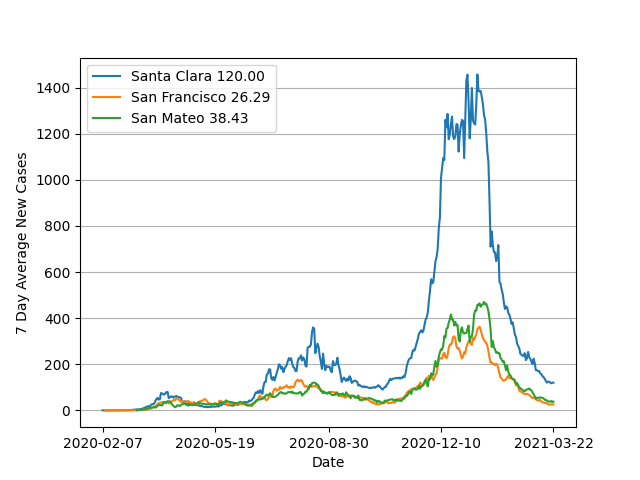 Santa Clara 120.00
San Francisco 26.29
San Mateo 38.43
7 Day Average New Cases
1400
1200
1000
800
600
400
200
0
2020-02-07 2020-05-19 2020-08-30 2020-12-10 2021-03-22
Date